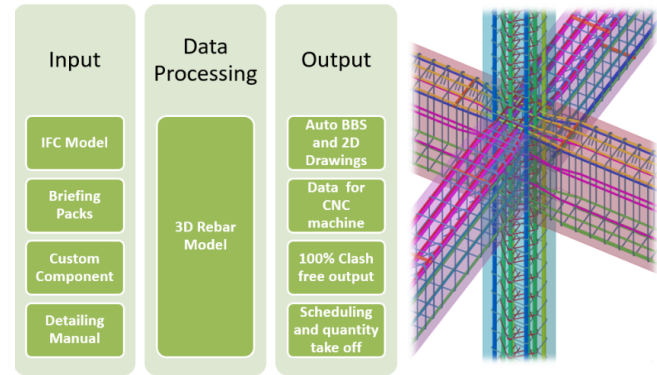 Input
IFC Model
Briefing
Packs
Custom
Component
Detailing
Manual
Data
Processing
3D Rebar
Model
Output
Auto BBS
and 2D
Drawings
Data for
CNC
machine
100% Clash
free output
Scheduling
and quantity
take off